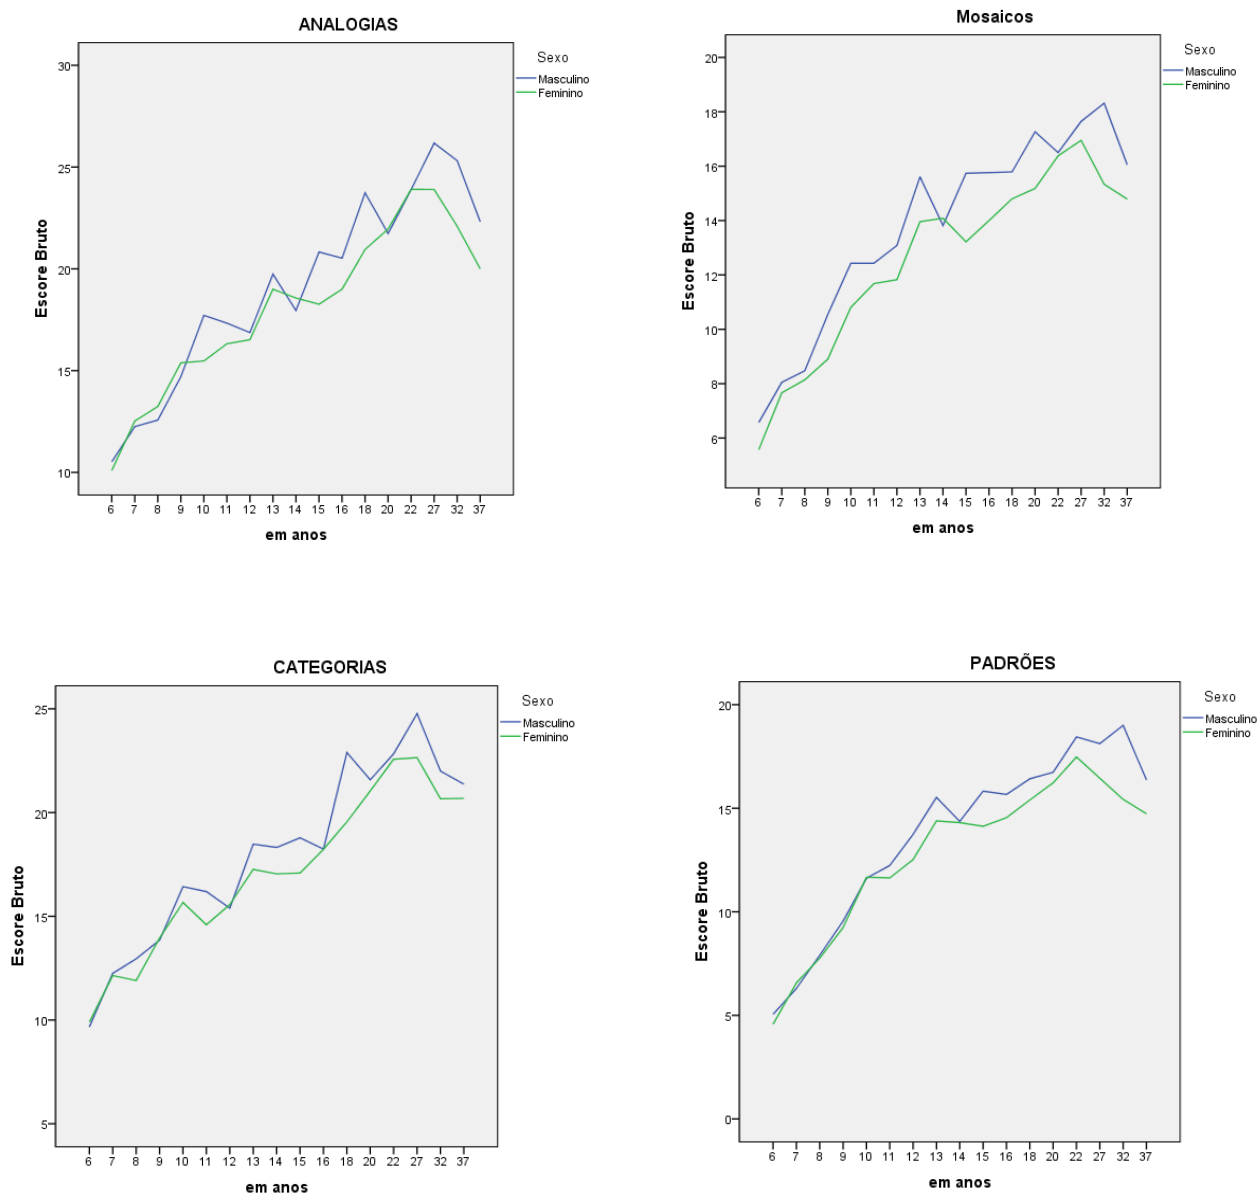 ANALOGIAS
Sexo
Masculino
Feminino
30
25
20
15
10
Escore Bruto
6 7 8 9 10 11 12 13 14 15 16 18 20 22 27 32 37
em anos
Mosaicos
Sexo
Masculino
Feminino
20
18
16
14
12
10
8
6
Escore Bruto
6 7 8 9 10 11 12 13 14 15 16 18 20 22 27 32 37
em anos
CATEGORIAS
Sexo
Masculino
Feminino
25
20
15
10
5
Escore Bruto
6 7 8 9 10 11 12 13 14 15 16 18 20 22 27 32 37
em anos
PADRÕES
Sexo
Masculino
Feminino
20
15
10
5
0
Escore Bruto
6 7 8 9 10 11 12 13 14 15 16 18 20 22 27 32 37
em anos